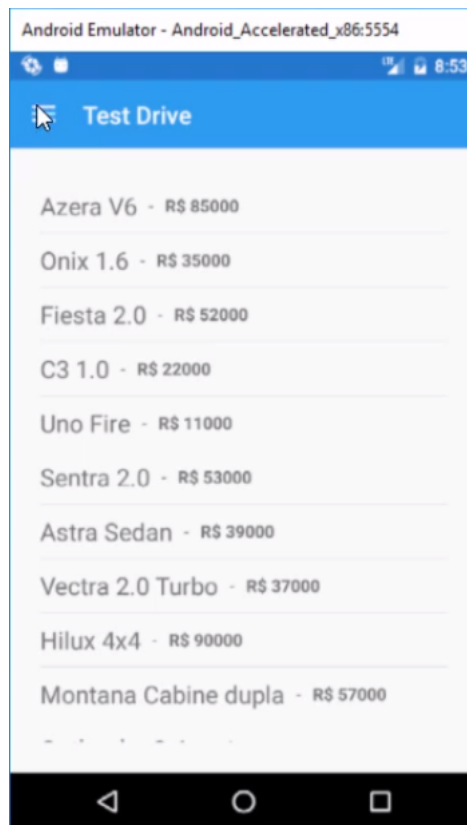 Android Emulator - Android_Accelerated_x86:5554
8:53
Test Drive
Azera V6 - R$ 85000
Onix 1.6 - R$ 35000
Fiesta 2.0 - R$ 52000
C3 1.0 - R$ 22000
Uno Fire - R$ 11000
Sentra 2.0 - R$ 53000
Astra Sedan - R$ 39000
Vectra 2.0 Turbo - R$ 37000
Hilux 4x4 - R$ 90000
Montana Cabine dupla - R$ 57000